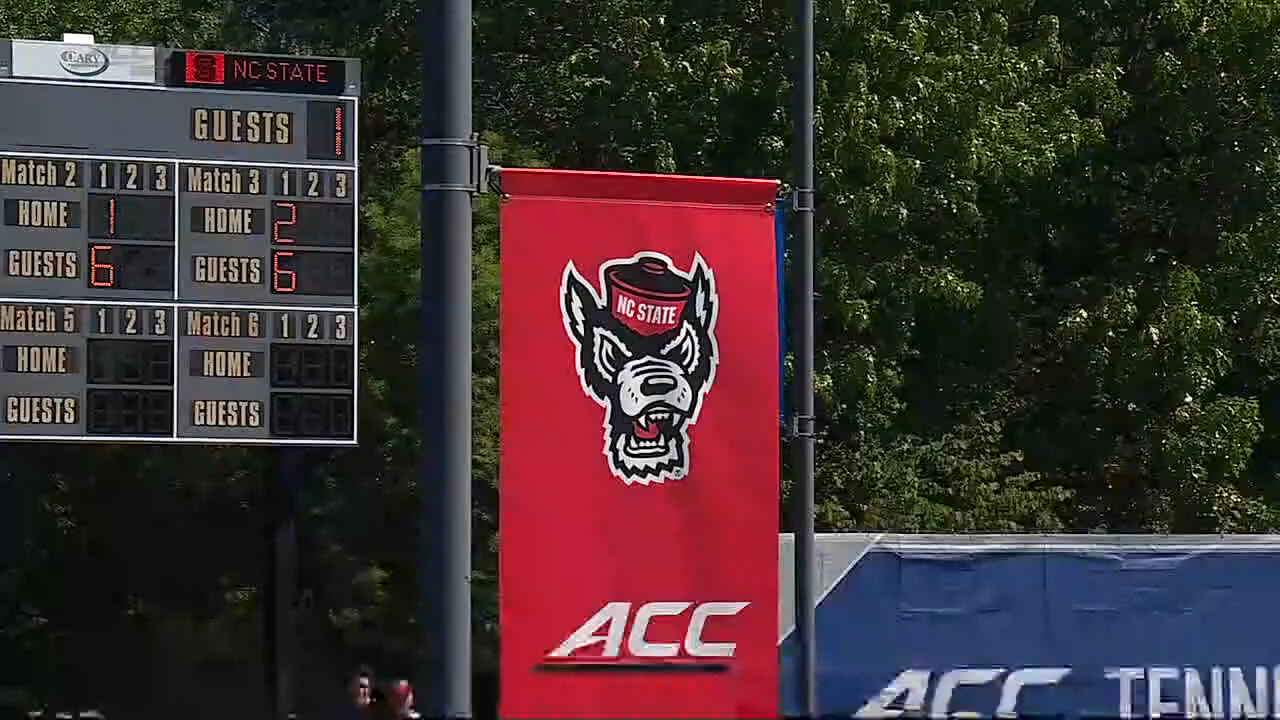 CARY
S NC STATE
GUESTS 1
Match 2 1 2 3
HOME 1
GUESTS 6
Match 3 1 2 3
HOME 2
GUESTS 6
Match 5 1 2 3
HOME
GUESTS
Match 6 1 2 3
HOME
GUESTS
NC STATE
ACC
ACC TENN